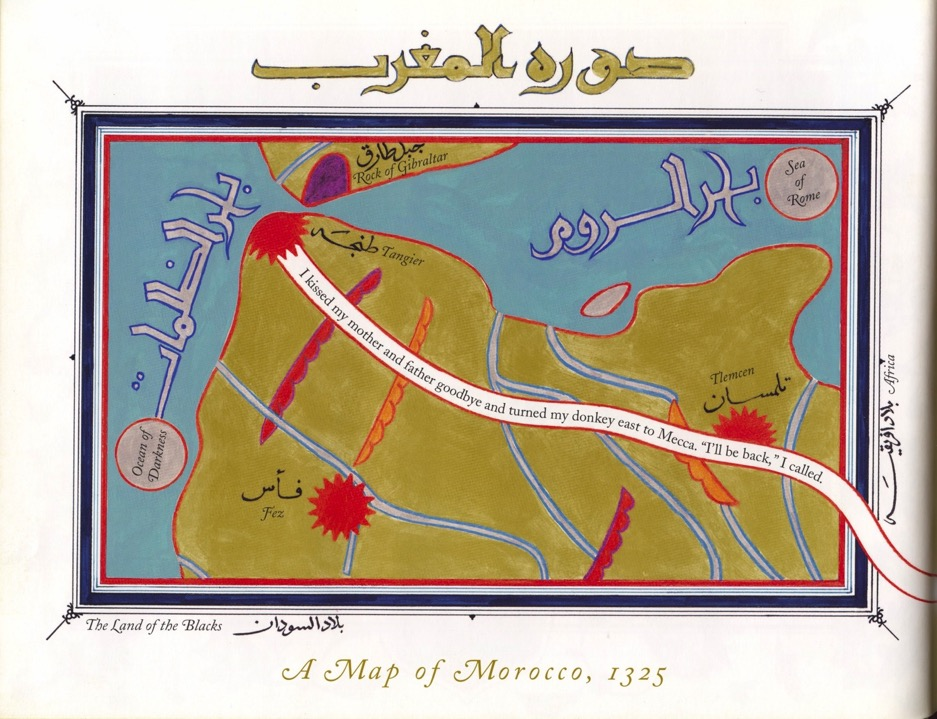 صوره المغرب
جبل طارق
Rock of Gibraltar
بحر الروم
Sea
of
Rome
بحر الظلمات
Ocean of
Darkness
طنجة Tangier
I kissed my mother and father goodbye and turned my donkey east to Mecca. “I’ll be back,” I called.
Tlemcen
تلمسان
فأس
Fez
بلاد افريقيـه Africa
The Land of the Blacks بلاد السودان
A Map of Morocco, 1325